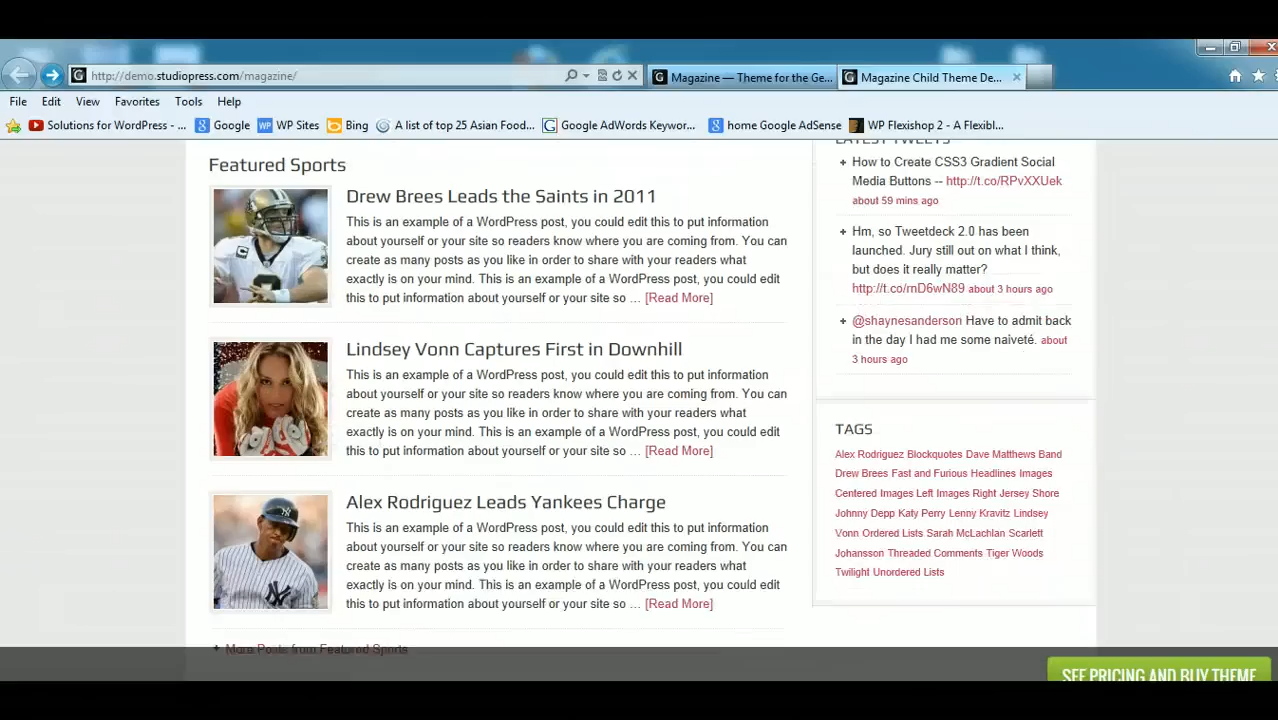 http://demo.studiopress.com/magazine/
Magazine — Theme for the Ge...
Magazine Child Theme De...
File Edit View Favorites Tools Help
Solutions for WordPress - ...
Google
WP Sites
Bing
A list of top 25 Asian Food...
Google AdWords Keywor...
home Google AdSense
WP Flexishop 2 - A Flexibl...
Featured Sports
Drew Brees Leads the Saints in 2011
This is an example of a WordPress post, you could edit this to put information
about yourself or your site so readers know where you are coming from. You can
create as many posts as you like in order to share with your readers what
exactly is on your mind. This is an example of a WordPress post, you could edit
this to put information about yourself or your site so ... [Read More]
Lindsey Vonn Captures First in Downhill
This is an example of a WordPress post, you could edit this to put information
about yourself or your site so readers know where you are coming from. You can
create as many posts as you like in order to share with your readers what
exactly is on your mind. This is an example of a WordPress post, you could edit
this to put information about yourself or your site so ... [Read More]
Alex Rodriguez Leads Yankees Charge
This is an example of a WordPress post, you could edit this to put information
about yourself or your site so readers know where you are coming from. You can
create as many posts as you like in order to share with your readers what
exactly is on your mind. This is an example of a WordPress post, you could edit
this to put information about yourself or your site so ... [Read More]
More Posts from Featured Sports
LATEST TWEETS
How to Create CSS3 Gradient Social
Media Buttons -- http://t.co/RPvXXUek
about 59 mins ago
Hm, so Tweetdeck 2.0 has been
launched. Jury still out on what I think,
but does it really matter?
http://t.co/rnD6wN89 about 3 hours ago
@shaynesanderson Have to admit back
in the day I had me some naiveté. about
3 hours ago
TAGS
Alex Rodriguez Blockquotes Dave Matthews Band
Drew Brees Fast and Furious Headlines Images
Centered Images Left Images Right Jersey Shore
Johnny Depp Katy Perry Lenny Kravitz Lindsey
Vonn Ordered Lists Sarah McLachlan Scarlett
Johansson Threaded Comments Tiger Woods
Twilight Unordered Lists
SEE PRICING AND BUY THEME